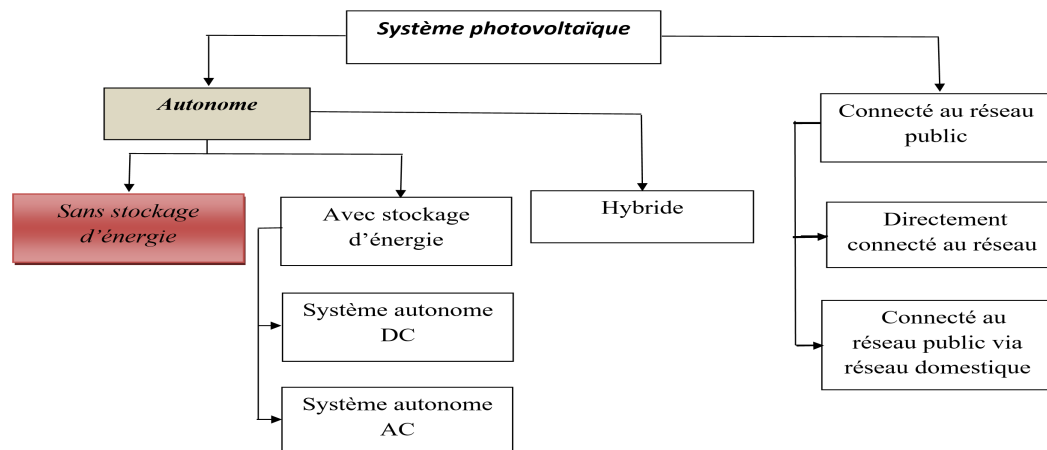 Système photovoltaïque
Autonome
Connecté au réseau
public
Sans stockage
d’énergie
Avec stockage
d’énergie
Hybride
Directement
connecté au réseau
Système autonome
DC
Connecté au
réseau public via
réseau domestique
Système autonome
AC